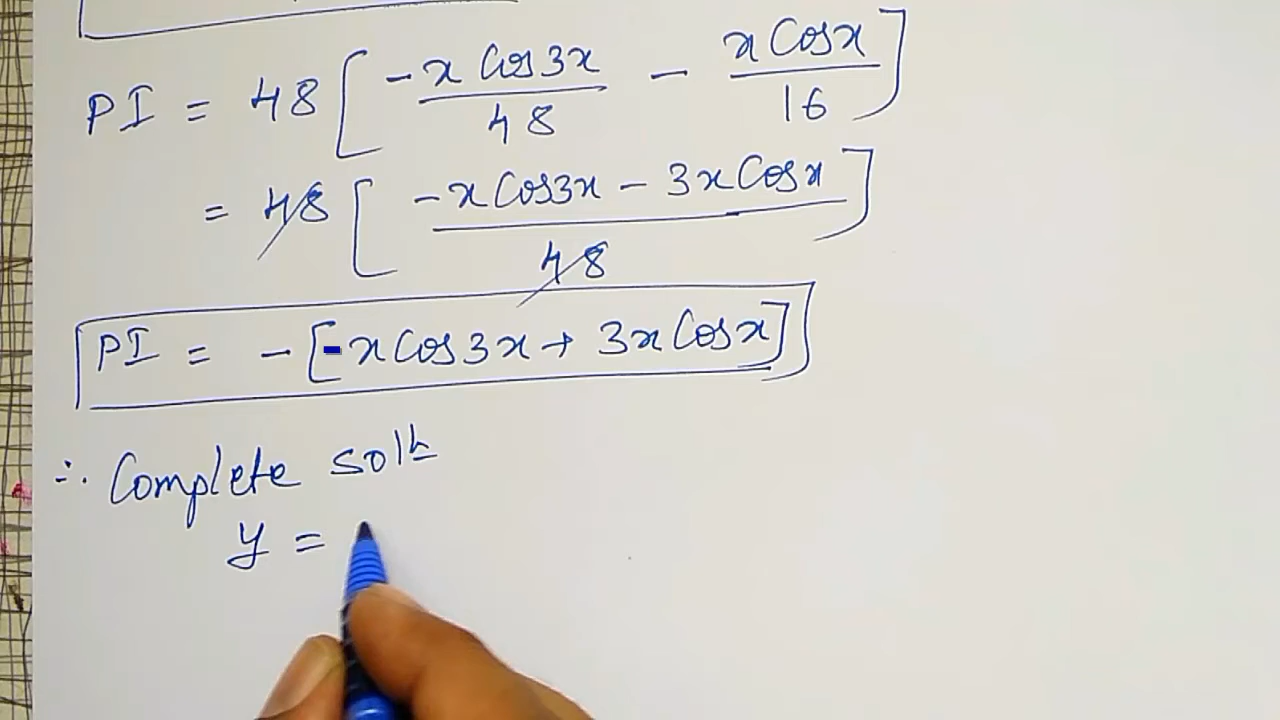 PI = 48 [ -x Cos3x / 48 - x Cosx / 16 ]
= 48 [ -x Cos3x - 3x Cosx / 48 ]
PI = - [ -x Cos3x + 3x Cosx ]
∴ Complete solⁿ
y =